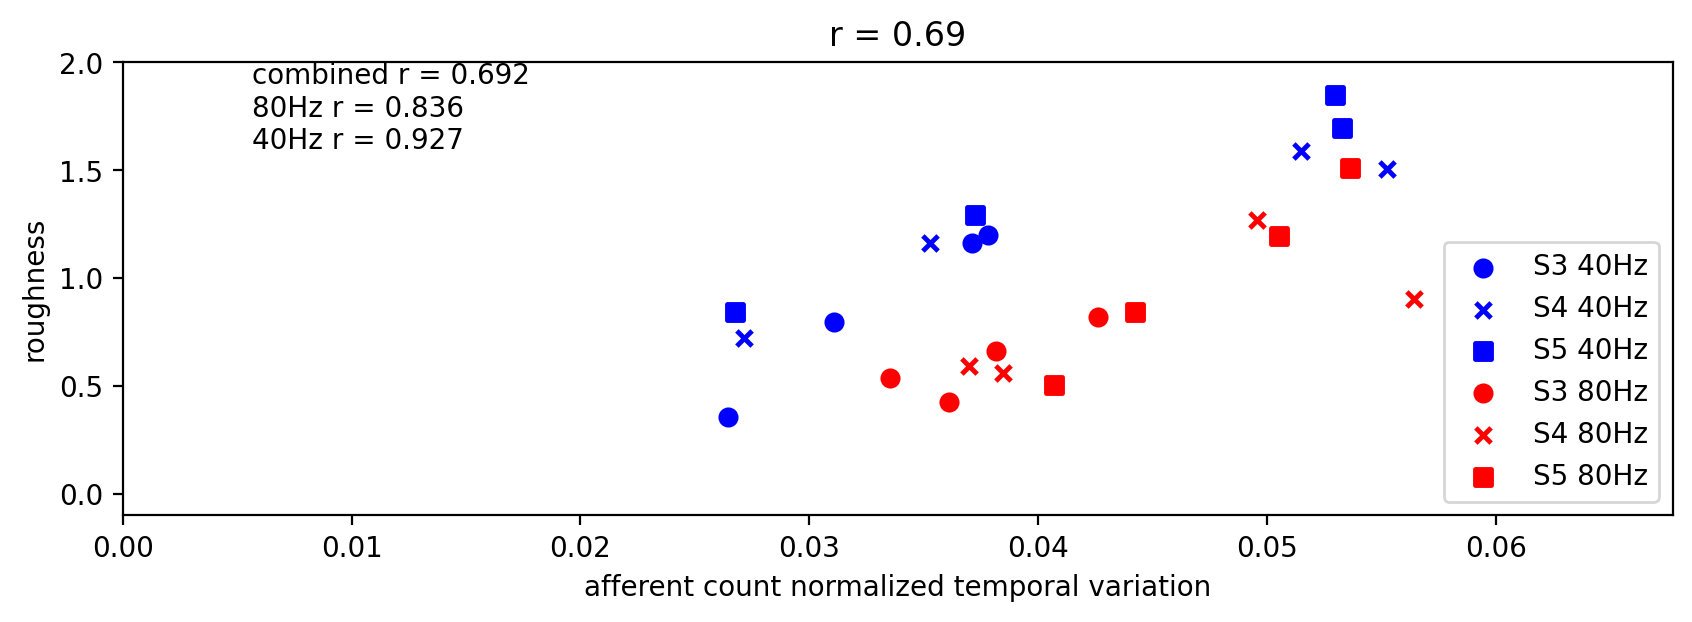 r = 0.69
combined r = 0.692
80Hz r = 0.836
40Hz r = 0.927
2.0
1.5
1.0
0.5
0.0
roughness
S3 40Hz
S4 40Hz
S5 40Hz
S3 80Hz
S4 80Hz
S5 80Hz
0.00 0.01 0.02 0.03 0.04 0.05 0.06
afferent count normalized temporal variation